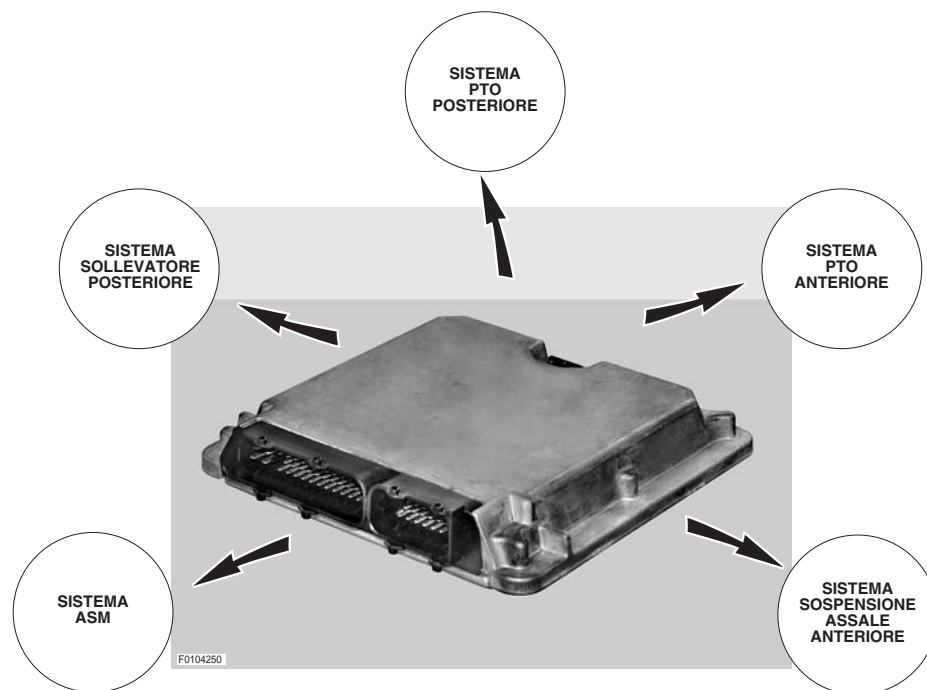 SISTEMA
PTO
POSTERIORE
SISTEMA
SOLLEVATORE
POSTERIORE
SISTEMA
PTO
ANTERIORE
SISTEMA
ASM
SISTEMA
SOSPENSIONE
ASSALE
ANTERIORE
F0104250